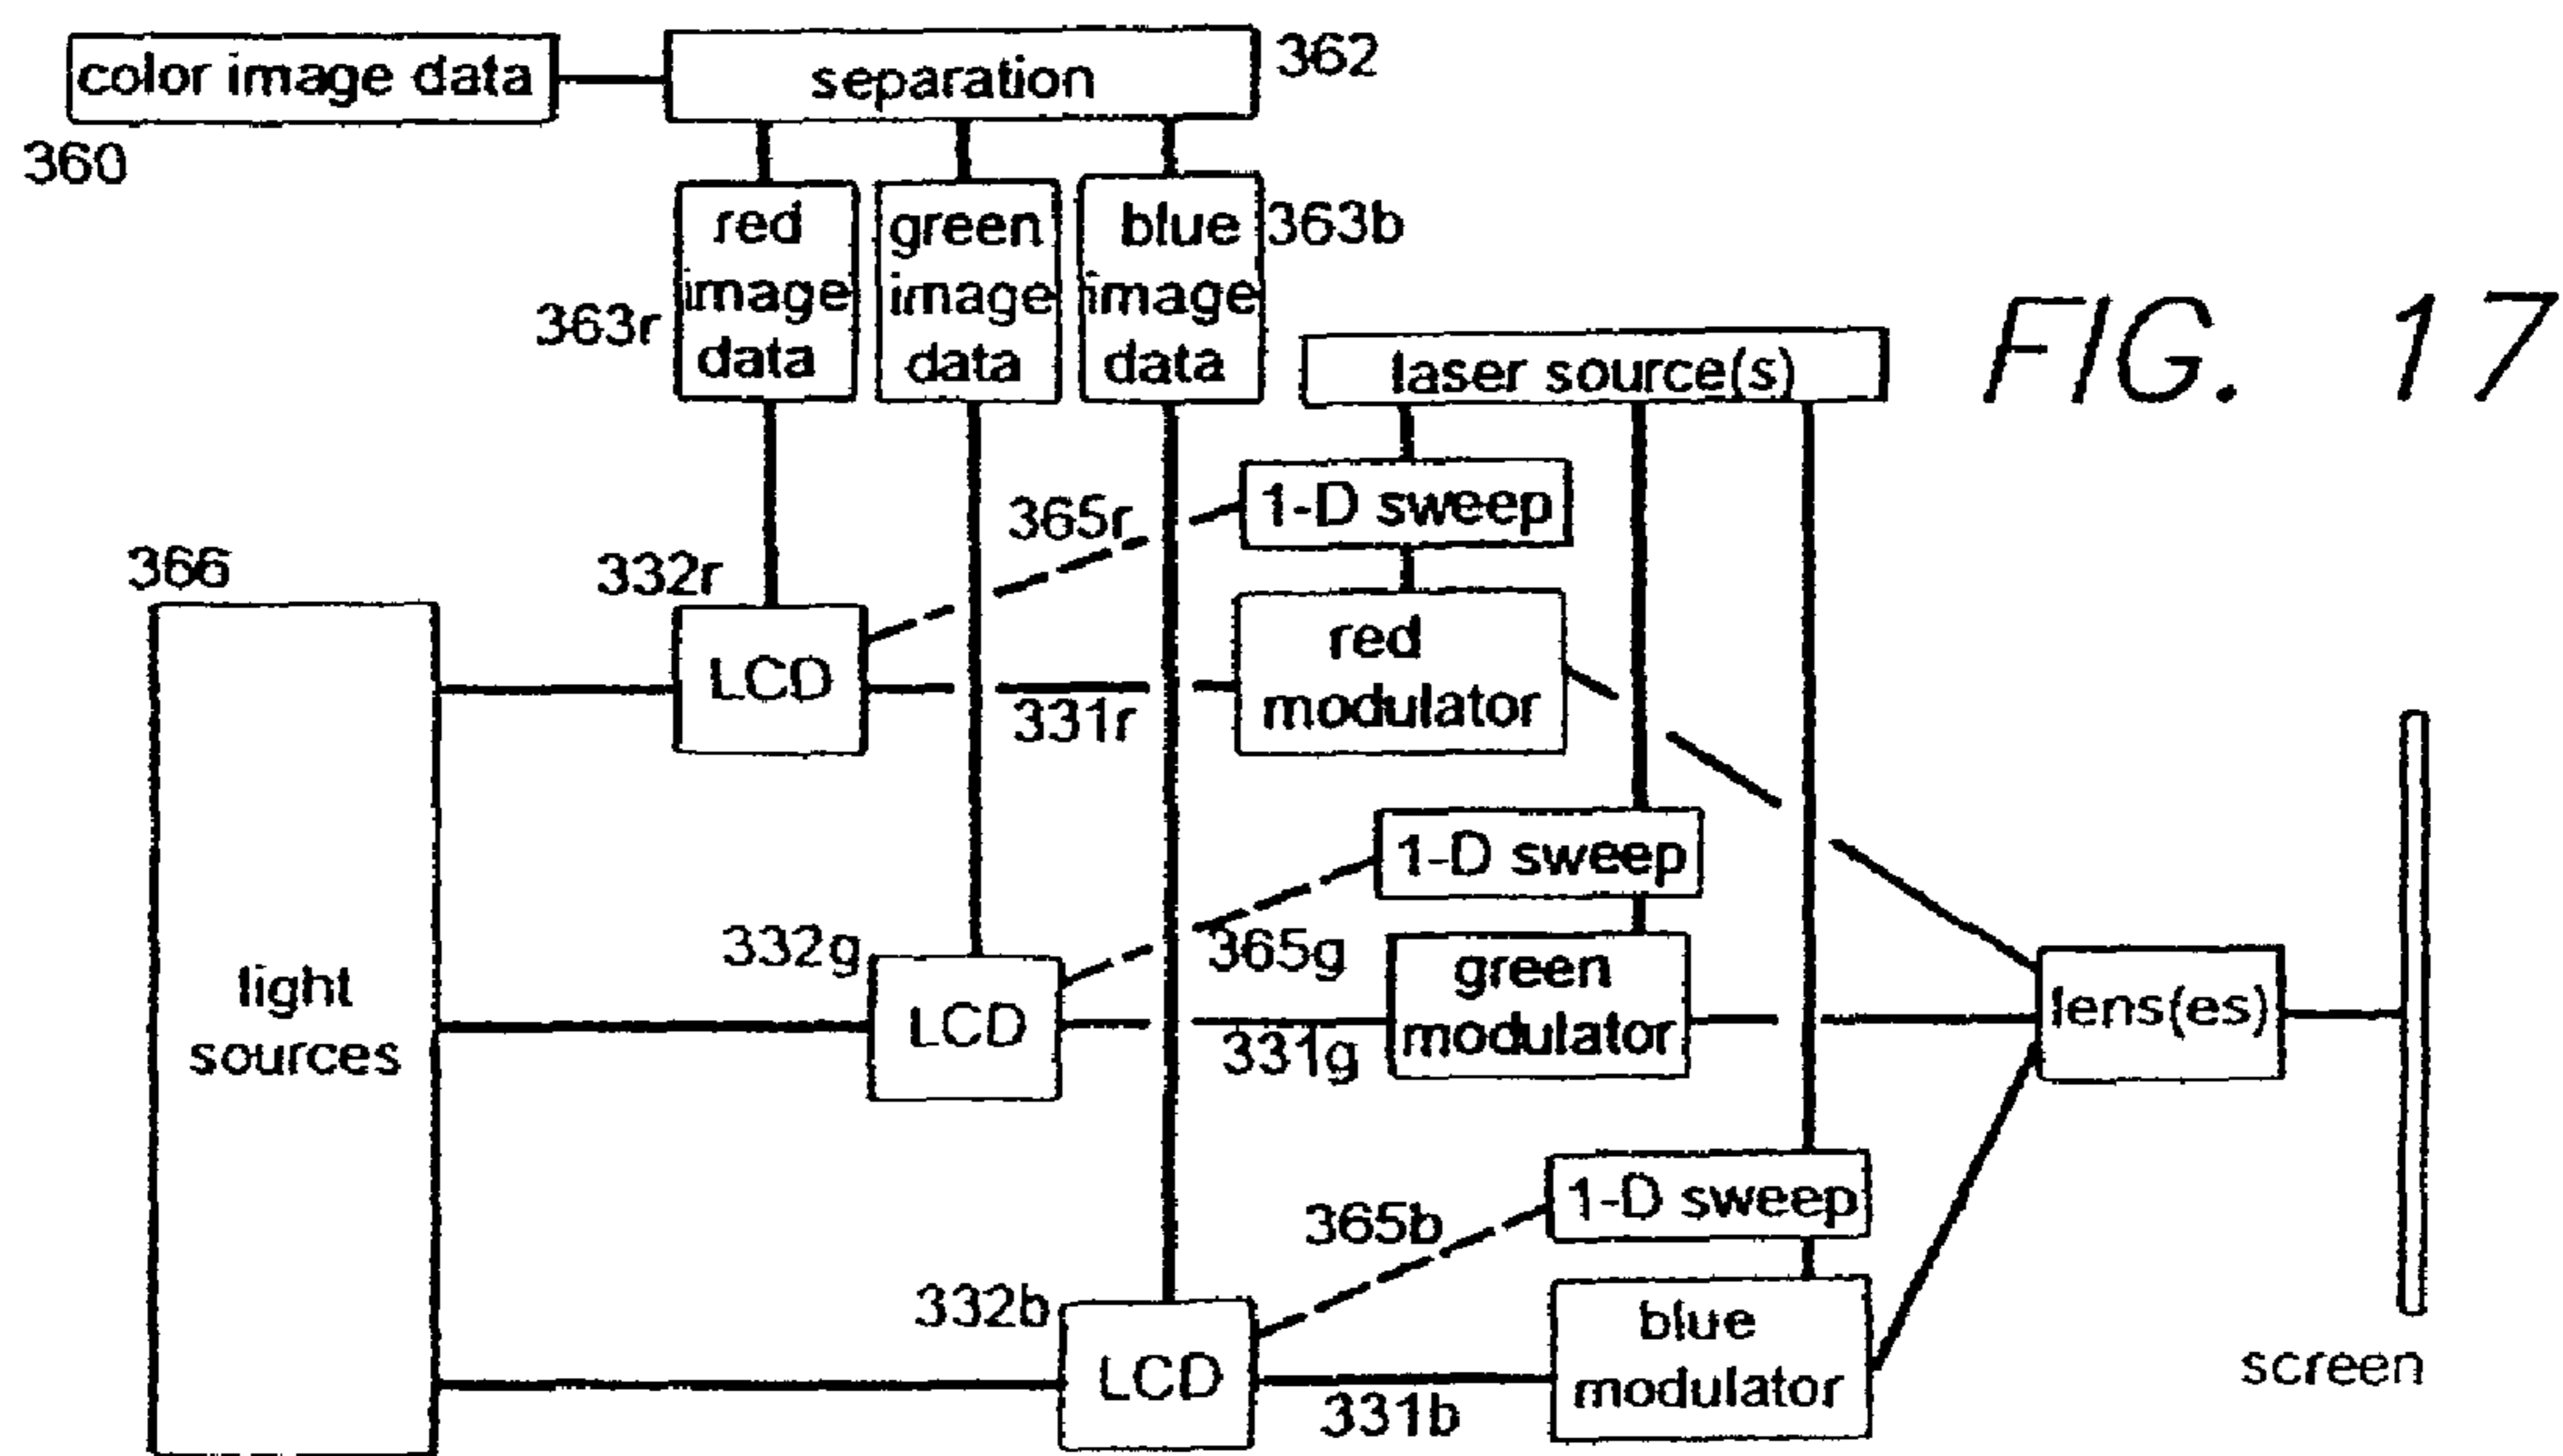 color image data
separation
362
360
red
image
data
green
image
data
blue
image
data
363b
363r
laser source(s)
FIG. 17
1-D sweep
365r
366
332r
LCD
red
modulator
331r
1-D sweep
332g
365g
light
sources
LCD
green
modulator
331g
lens(es)
1-D sweep
365b
332b
LCD
blue
modulator
331b
screen